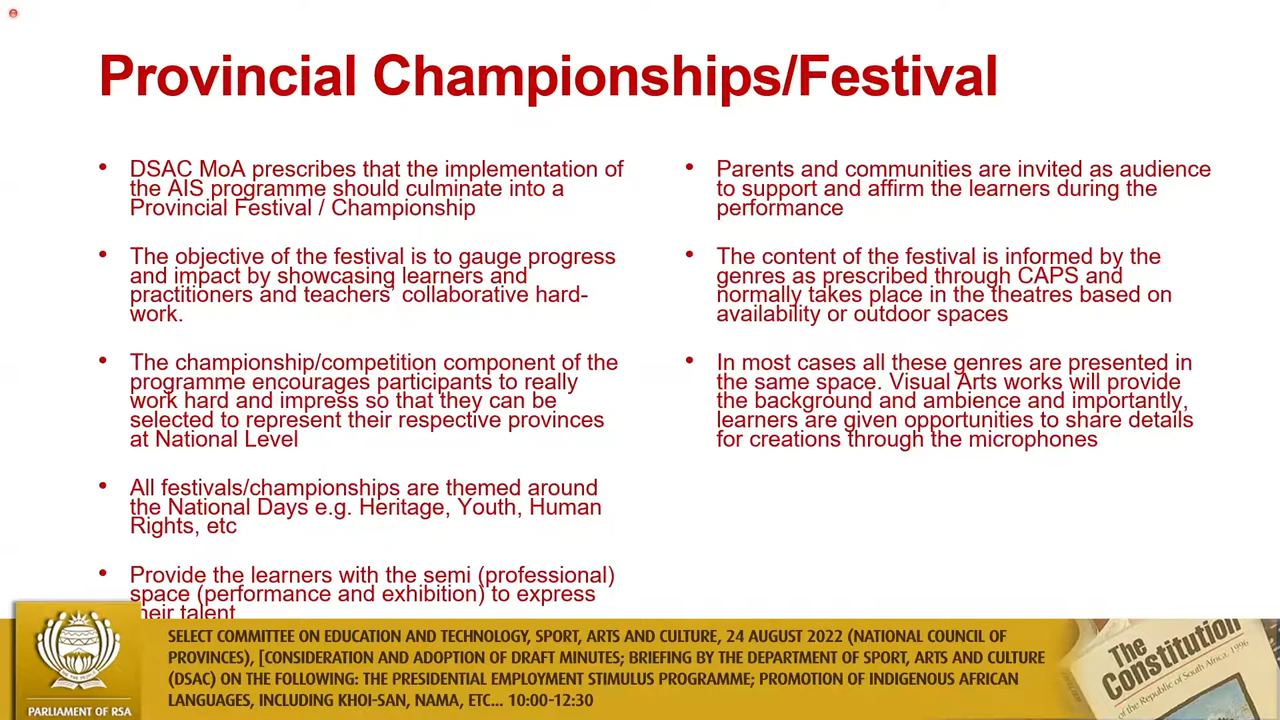 Provincial Championships/Festival
• DSAC MoA prescribes that the implementation of
the AIS programme should culminate into a
Provincial Festival / Championship
• The objective of the festival is to gauge progress
and impact by showcasing learners and
practitioners and teachers’ collaborative hard-
work.
• The championship/competition component of the
programme encourages participants to really
work hard and impress so that they can be
selected to represent their respective provinces
at National Level
• All festivals/championships are themed around
the National Days e.g. Heritage, Youth, Human
Rights, etc
• Provide the learners with the semi (professional)
space (performance and exhibition) to express
their talent
• Parents and communities are invited as audience
to support and affirm the learners during the
performance
• The content of the festival is informed by the
genres as prescribed through CAPS and
normally takes place in the theatres based on
availability or outdoor spaces
• In most cases all these genres are presented in
the same space. Visual Arts works will provide
the background and ambience and importantly,
learners are given opportunities to share details
for creations through the microphones
SELECT COMMITTEE ON EDUCATION AND TECHNOLOGY, SPORT, ARTS AND CULTURE, 24 AUGUST 2022 (NATIONAL COUNCIL OF
PROVINCES), [CONSIDERATION AND ADOPTION OF DRAFT MINUTES; BRIEFING BY THE DEPARTMENT OF SPORT, ARTS AND CULTURE
(DSAC) ON THE FOLLOWING: THE PRESIDENTIAL EMPLOYMENT STIMULUS PROGRAMME; PROMOTION OF INDIGENOUS AFRICAN
LANGUAGES, INCLUDING KHOI-SAN, NAMA, ETC... 10:00-12:30
PARLIAMENT OF RSA
The
Constitution
of the Republic of South Africa, 1996